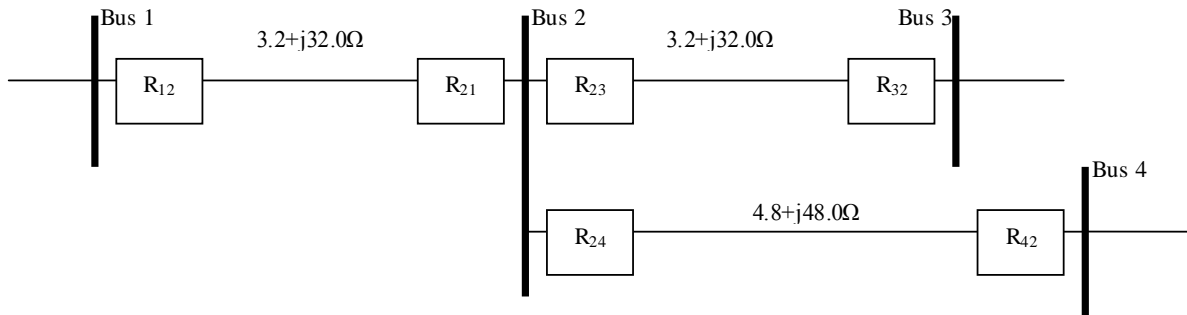 Bus 1
Bus 2
Bus 3
3.2+j32.0Ω
3.2+j32.0Ω
R12
R21
R23
R32
Bus 4
4.8+j48.0Ω
R24
R42